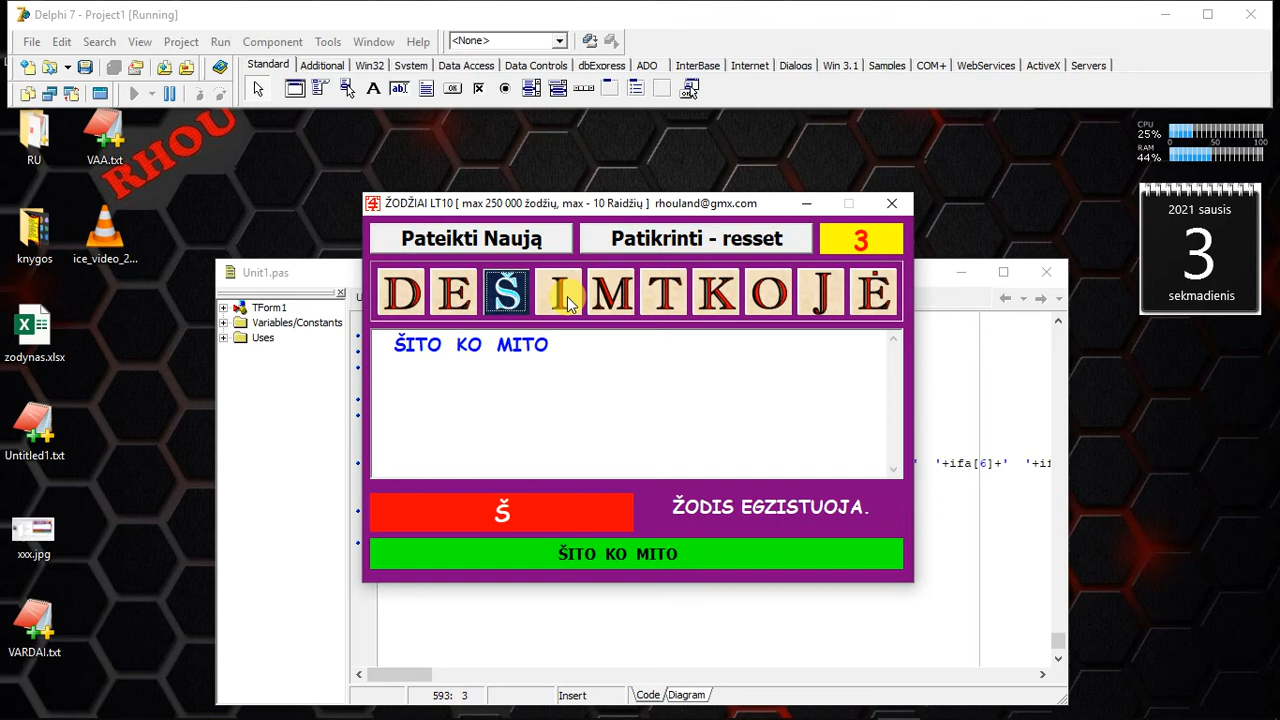 Delphi 7 - Project1 [Running]
File Edit Search View Project Run Component Tools Window Help <None>
Standard Additional Win32 System Data Access Data Controls dbExpress ADO InterBase Internet Dialogs Win 3.1 Samples COM+ WebServices ActiveX Servers
RHOU
RU
VAA.txt
knygos
ice_video_2...
zodynas.xlsx
Untitled1.txt
xxx.jpg
VARDAI.txt
CPU
25%
0 50 100
RAM
44%
2021 sausis
3
sekmadienis
ŽODŽIAI LT10 [ max 250 000 žodžių, max - 10 Raidžių ] rhouland@gmx.com
Pateikti Naują Patikrinti - resset 3
D E Š I M T K O J Ė
ŠITO KO MITO
Š
ŽODIS EGZISTUOJA.
ŠITO KO MITO
Unit1.pas
TForm1
Variables/Constants
Uses
' '+ifa[6]+' '+if
593: 3 Insert Code Diagram